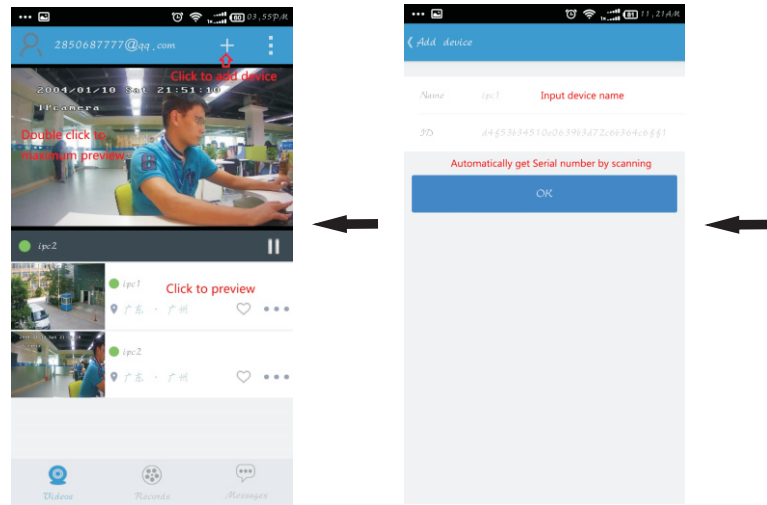 03,55PM
2850687777@qq.com
Click to add device
2004/01/10 Sat 21:51:10
IPcamera
Double click to
maximum preview
ipc2
ipc1
Click to preview
广东 · 广州
ipc2
广东 · 广州
Videos
Records
Messages
81
11,21AM
Add device
Name
ipc1
Input device name
ID
Automatically get Serial number by scanning
OK